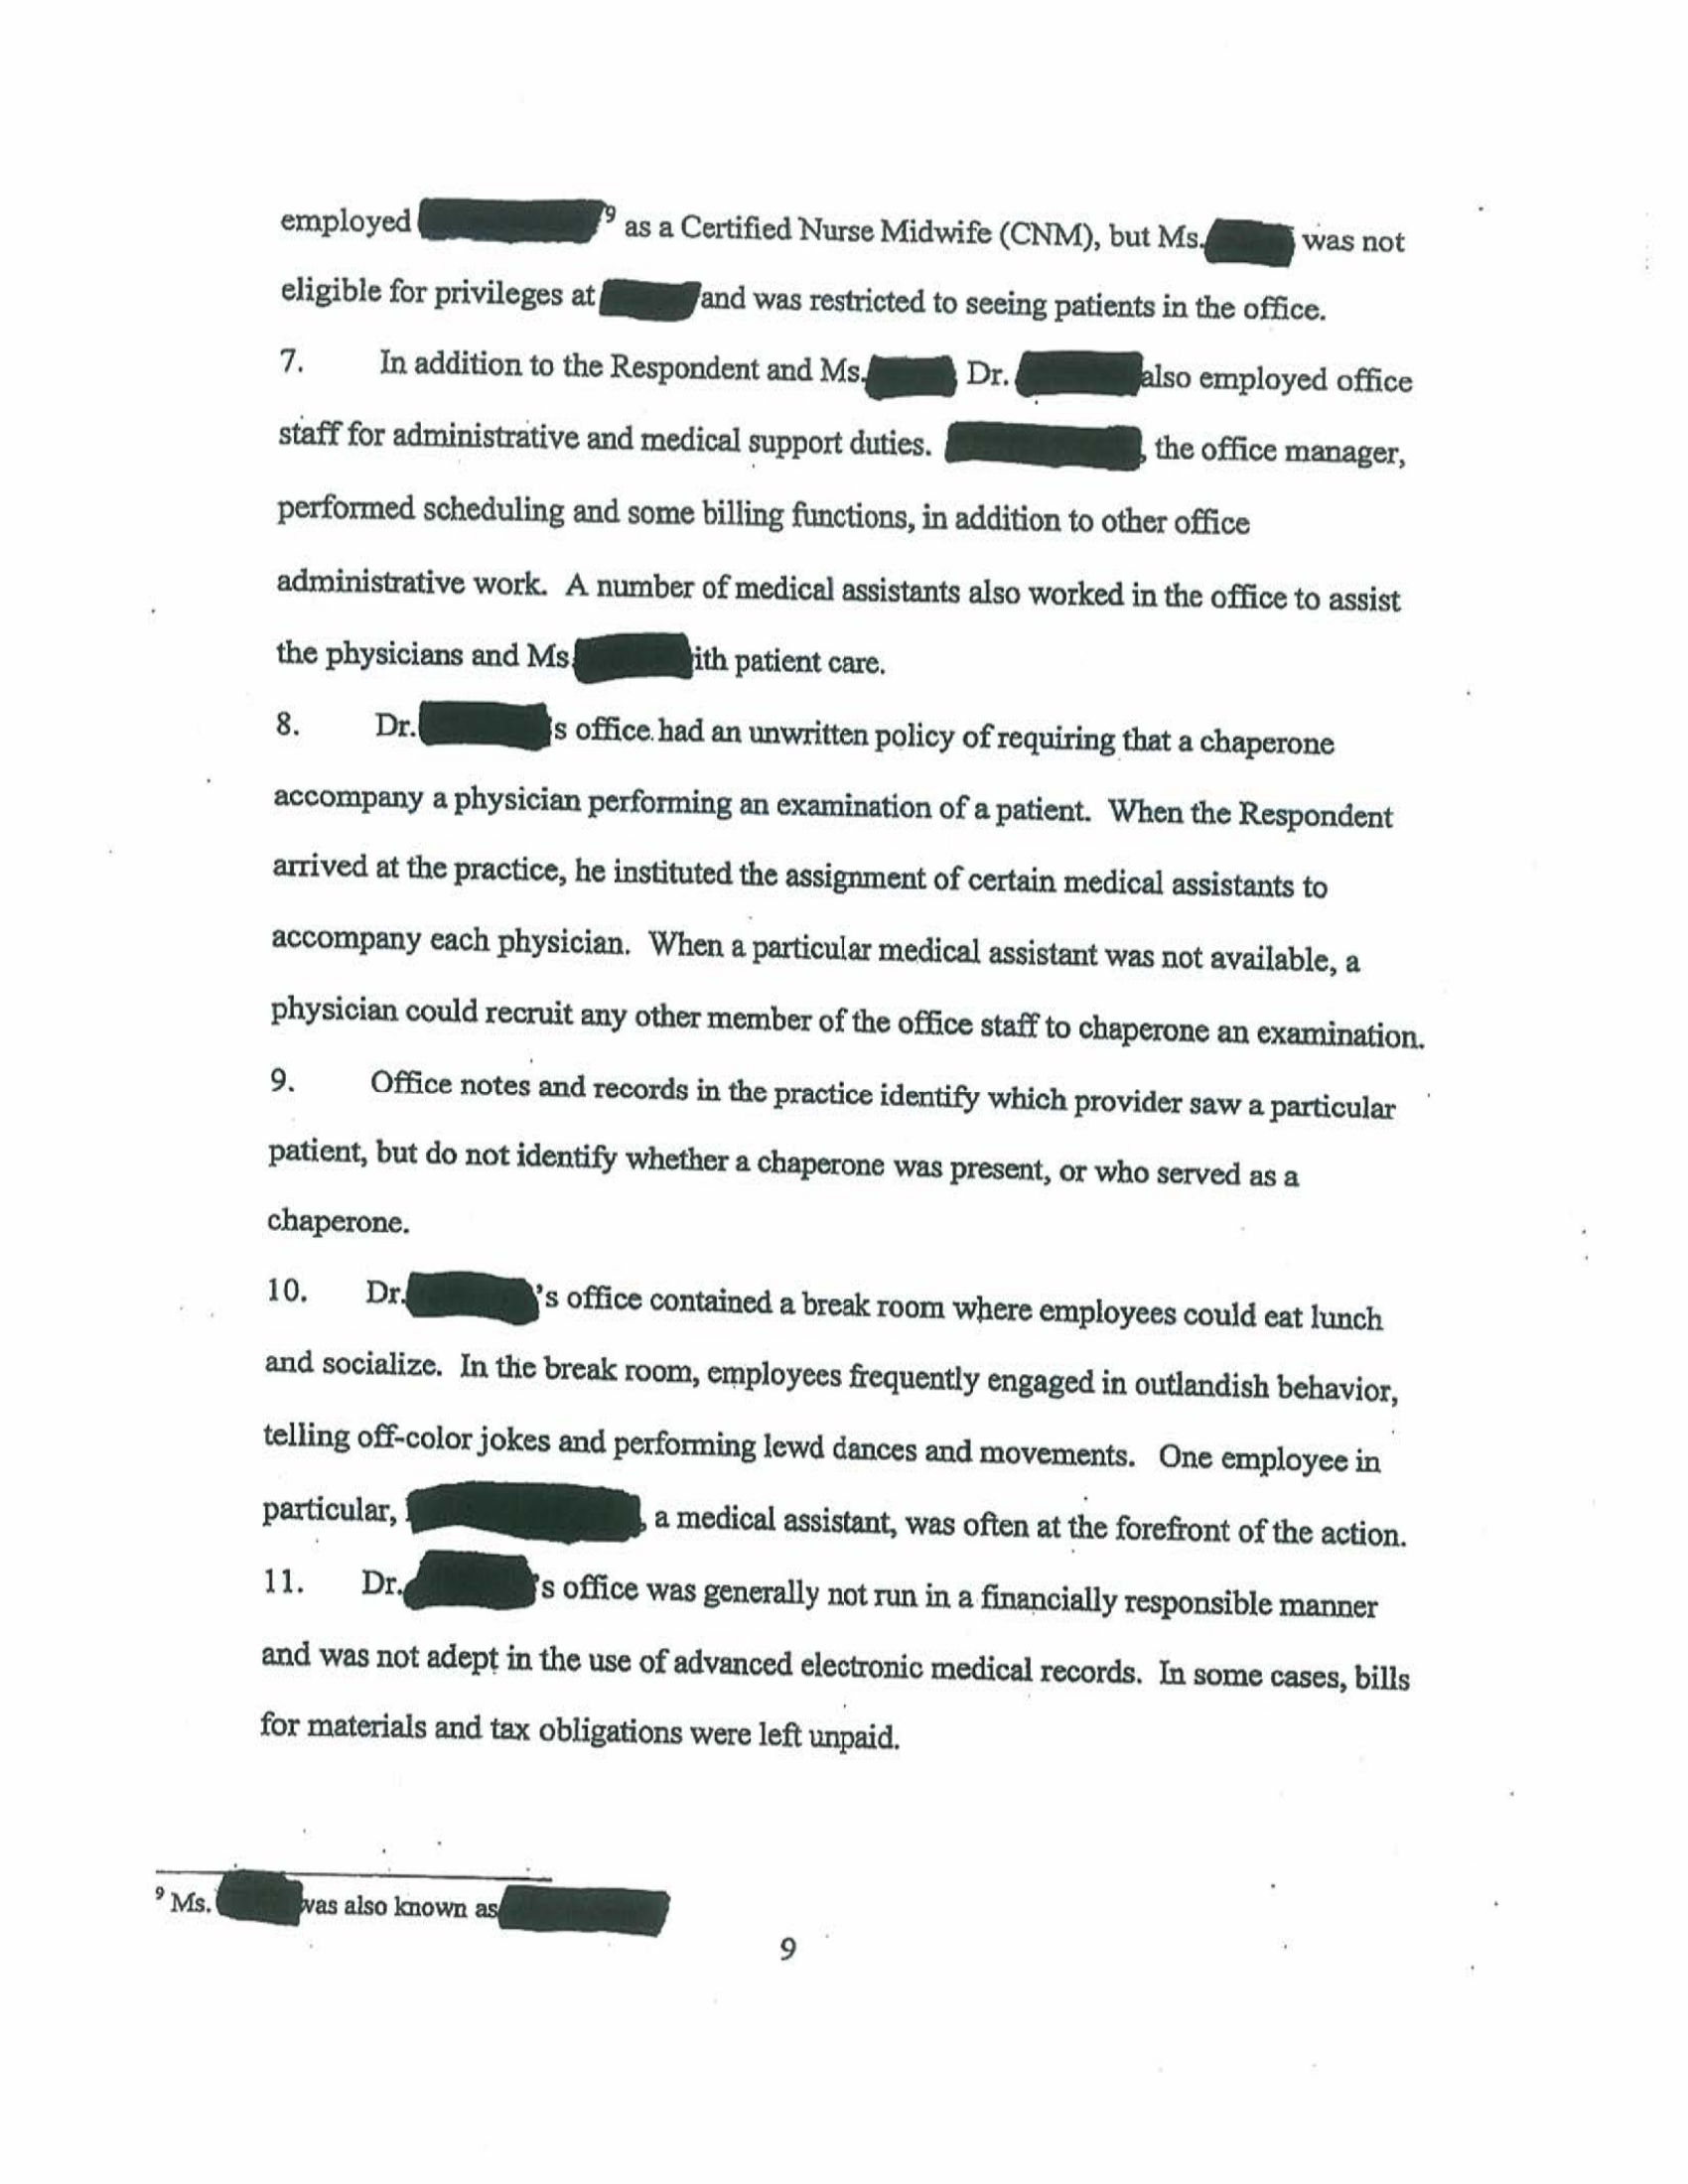 employed 9 as a Certified Nurse Midwife (CNM), but Ms. was not
eligible for privileges at and was restricted to seeing patients in the office.
7. In addition to the Respondent and Ms. Dr. also employed office
staff for administrative and medical support duties. , the office manager,
performed scheduling and some billing functions, in addition to other office
administrative work. A number of medical assistants also worked in the office to assist
the physicians and Ms. ith patient care.
8. Dr. s office had an unwritten policy of requiring that a chaperone
accompany a physician performing an examination of a patient. When the Respondent
arrived at the practice, he instituted the assignment of certain medical assistants to
accompany each physician. When a particular medical assistant was not available, a
physician could recruit any other member of the office staff to chaperone an examination.
9. Office notes and records in the practice identify which provider saw a particular
patient, but do not identify whether a chaperone was present, or who served as a
chaperone.
10. Dr. 's office contained a break room where employees could eat lunch
and socialize. In the break room, employees frequently engaged in outlandish behavior,
telling off-color jokes and performing lewd dances and movements. One employee in
particular, , a medical assistant, was often at the forefront of the action.
11. Dr. 's office was generally not run in a financially responsible manner
and was not adept in the use of advanced electronic medical records. In some cases, bills
for materials and tax obligations were left unpaid.
9 Ms. was also known as
9